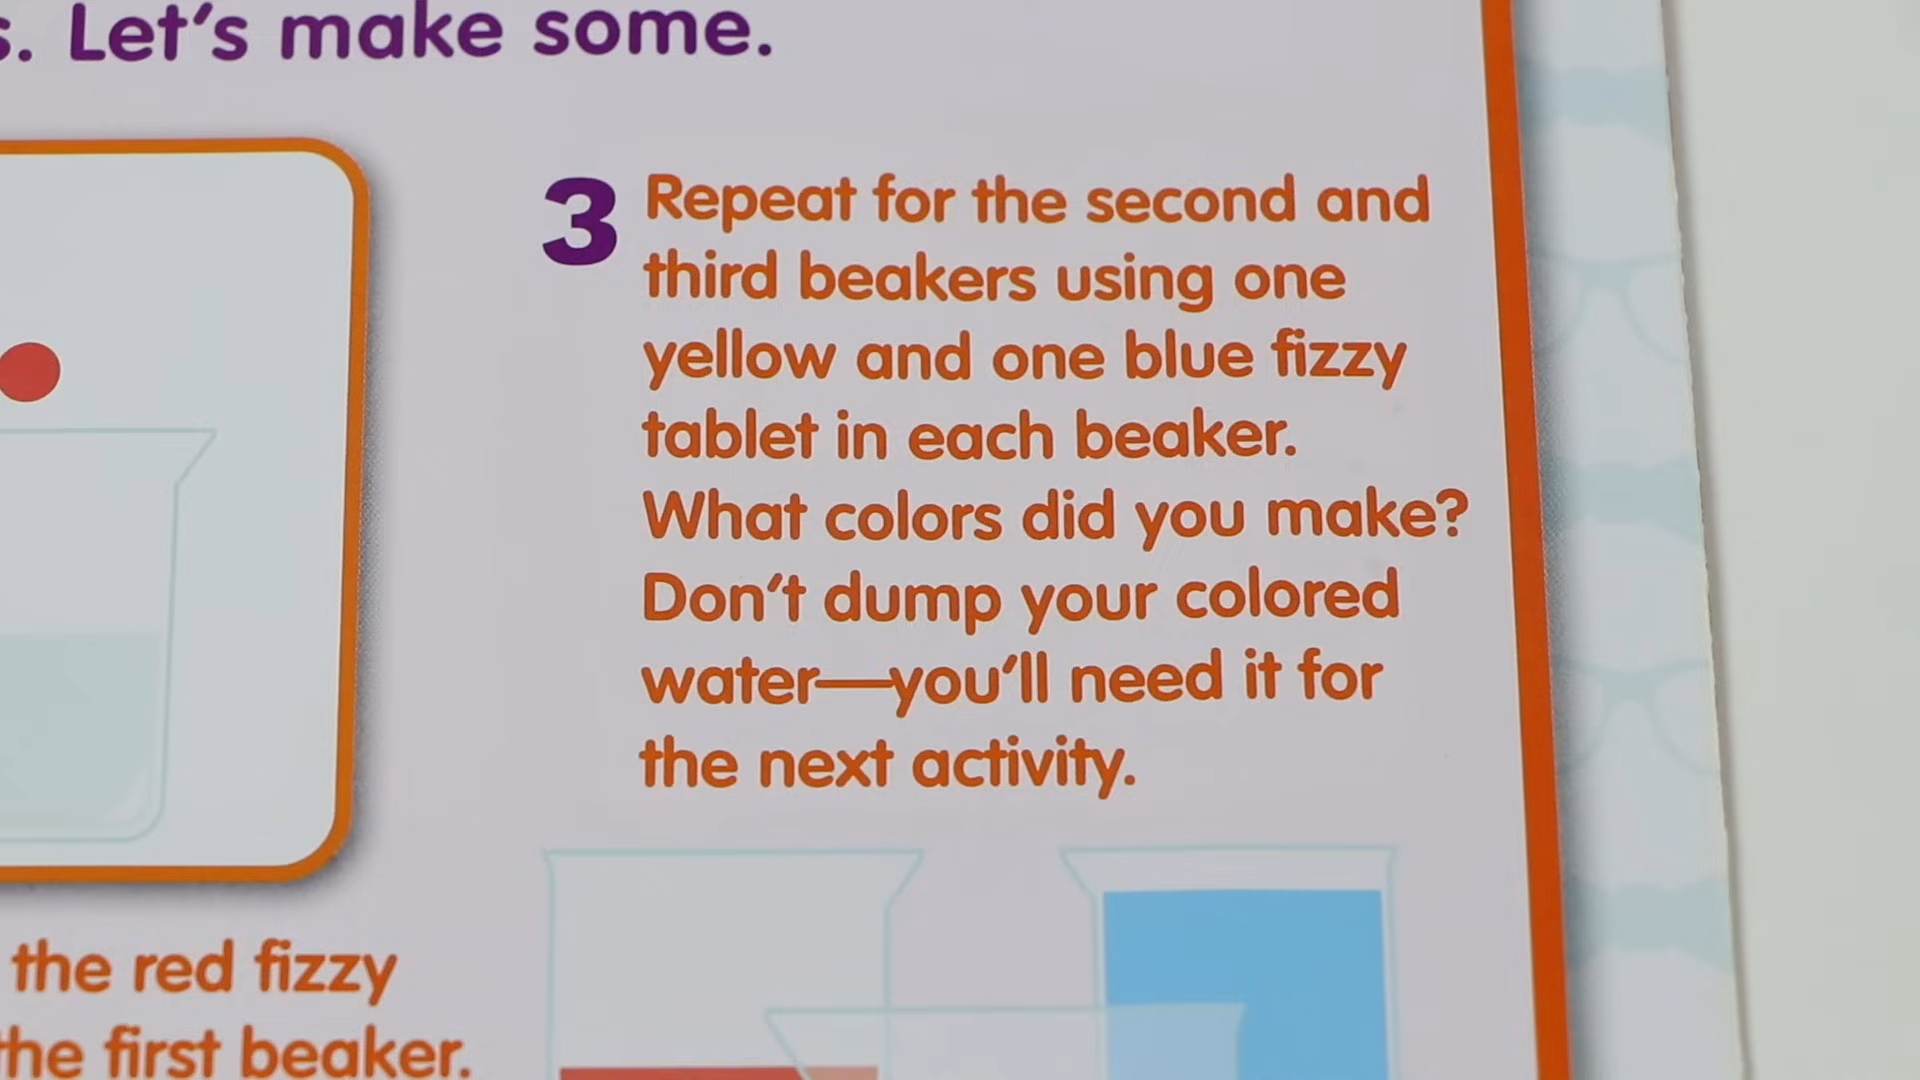 s. Let's make some.
3 Repeat for the second and
third beakers using one
yellow and one blue fizzy
tablet in each beaker.
What colors did you make?
Don't dump your colored
water—you'll need it for
the next activity.
the red fizzy
the first beaker.